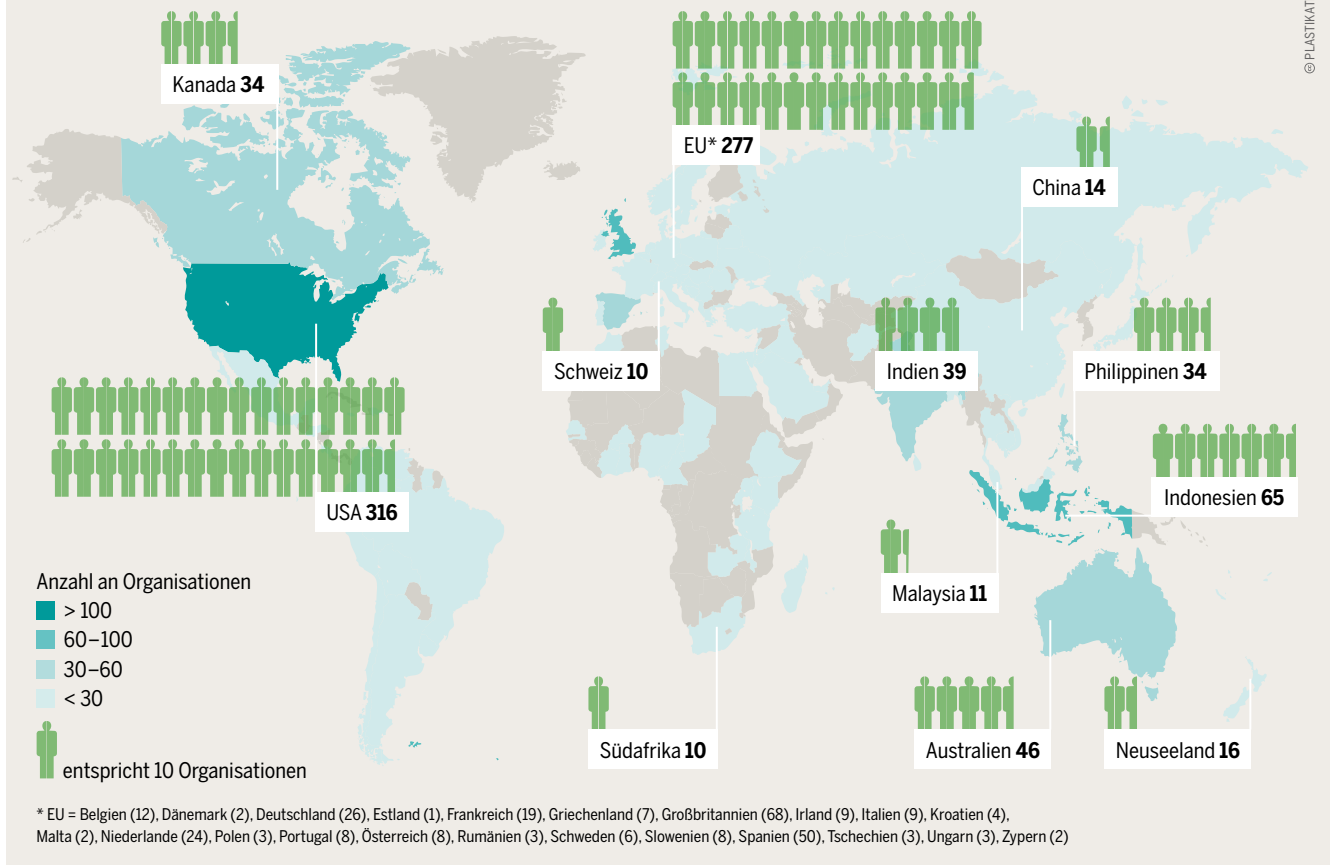 © PLASTIKAT
Kanada 34
EU* 277
China 14
Schweiz 10
Indien 39
Philippinen 34
Indonesien 65
USA 316
Malaysia 11
Anzahl an Organisationen
> 100
60–100
30–60
< 30
entspricht 10 Organisationen
Südafrika 10
Australien 46
Neuseeland 16
* EU = Belgien (12), Dänemark (2), Deutschland (26), Estland (1), Frankreich (19), Griechenland (7), Großbritannien (68), Irland (9), Italien (9), Kroatien (4),
Malta (2), Niederlande (24), Polen (3), Portugal (8), Österreich (8), Rumänien (3), Schweden (6), Slowenien (8), Spanien (50), Tschechien (3), Ungarn (3), Zypern (2)